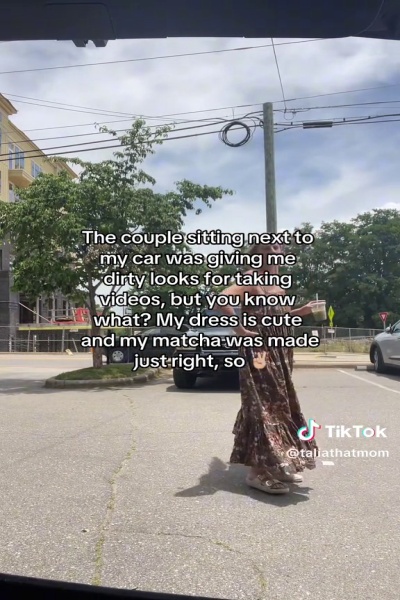 The couple sitting next to
my car was giving me
dirty looks for taking
videos, but you know
what? My dress is cute
and my matcha was made
just right, so ✌🏻
TikTok
@taliathatmom